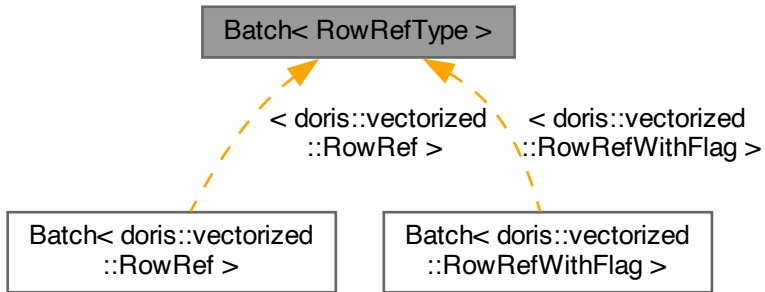 Batch< RowRefType >
< doris::vectorized
::RowRef >
< doris::vectorized
::RowRefWithFlag >
Batch< doris::vectorized
::RowRef >
Batch< doris::vectorized
::RowRefWithFlag >